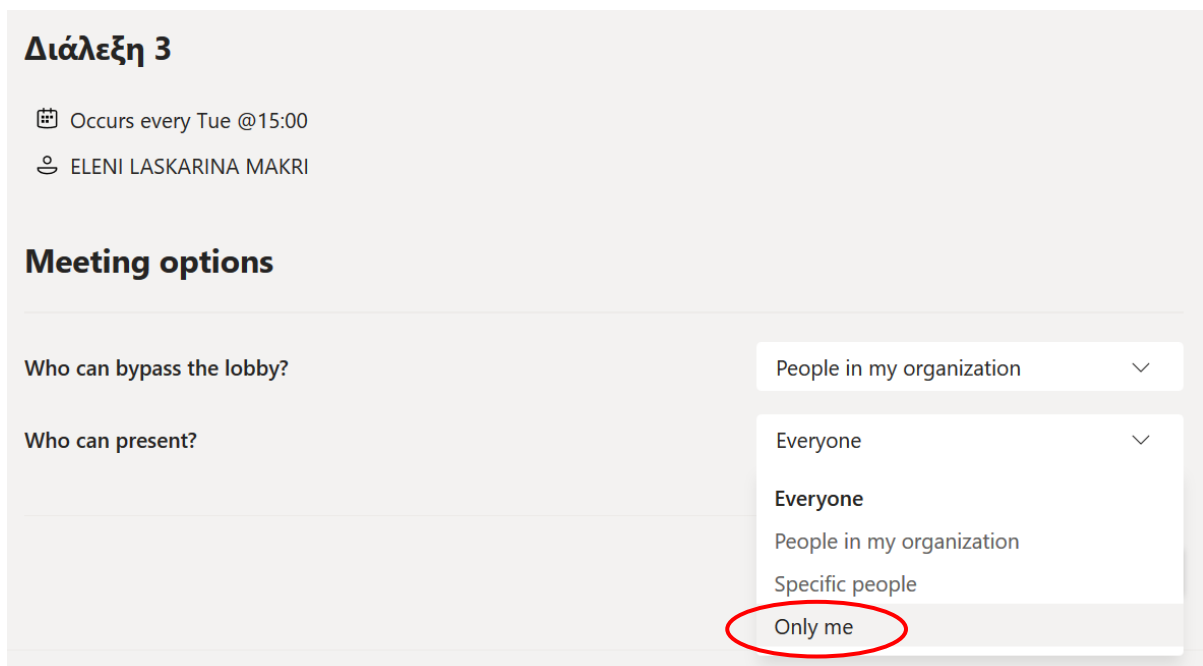 Διάλεξη 3
Occurs every Tue @15:00
ELENI LASKARINA MAKRI
Meeting options
Who can bypass the lobby?
People in my organization
Who can present?
Everyone
Everyone
People in my organization
Specific people
Only me